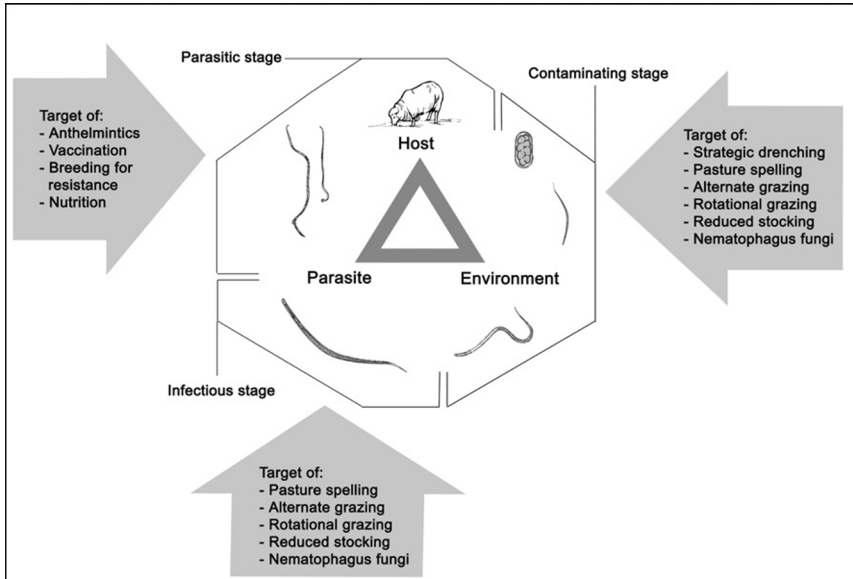 Parasitic stage
Contaminating stage
Target of:
- Anthelmintics
- Vaccination
- Breeding for
resistance
- Nutrition
Host
Target of:
- Strategic drenching
- Pasture spelling
- Alternate grazing
- Rotational grazing
- Reduced stocking
- Nematophagus fungi
Parasite
Environment
Infectious stage
Target of:
- Pasture spelling
- Alternate grazing
- Rotational grazing
- Reduced stocking
- Nematophagus fungi